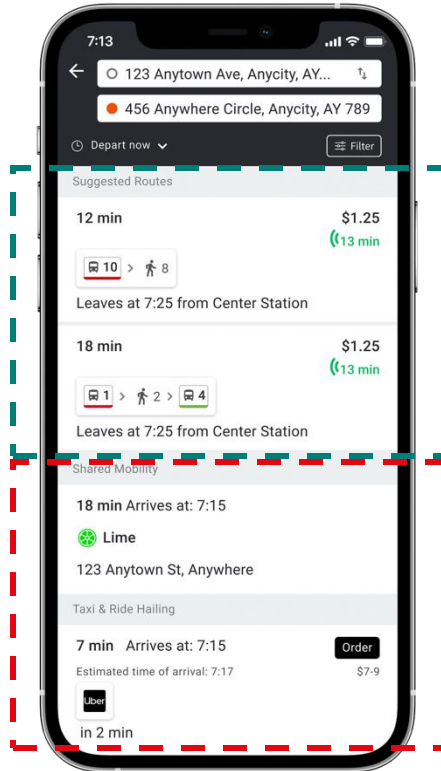 7:13
123 Anytown Ave, Anycity, AY...
456 Anywhere Circle, Anycity, AY 789
Depart now
Filter
Suggested Routes
12 min $1.25
13 min
10 > 8
Leaves at 7:25 from Center Station
18 min $1.25
13 min
1 > 2 > 4
Leaves at 7:25 from Center Station
Shared Mobility
18 min Arrives at: 7:15
Lime
123 Anytown St, Anywhere
Taxi & Ride Hailing
7 min Arrives at: 7:15 Order
Estimated time of arrival: 7:17 $7-9
Uber
in 2 min